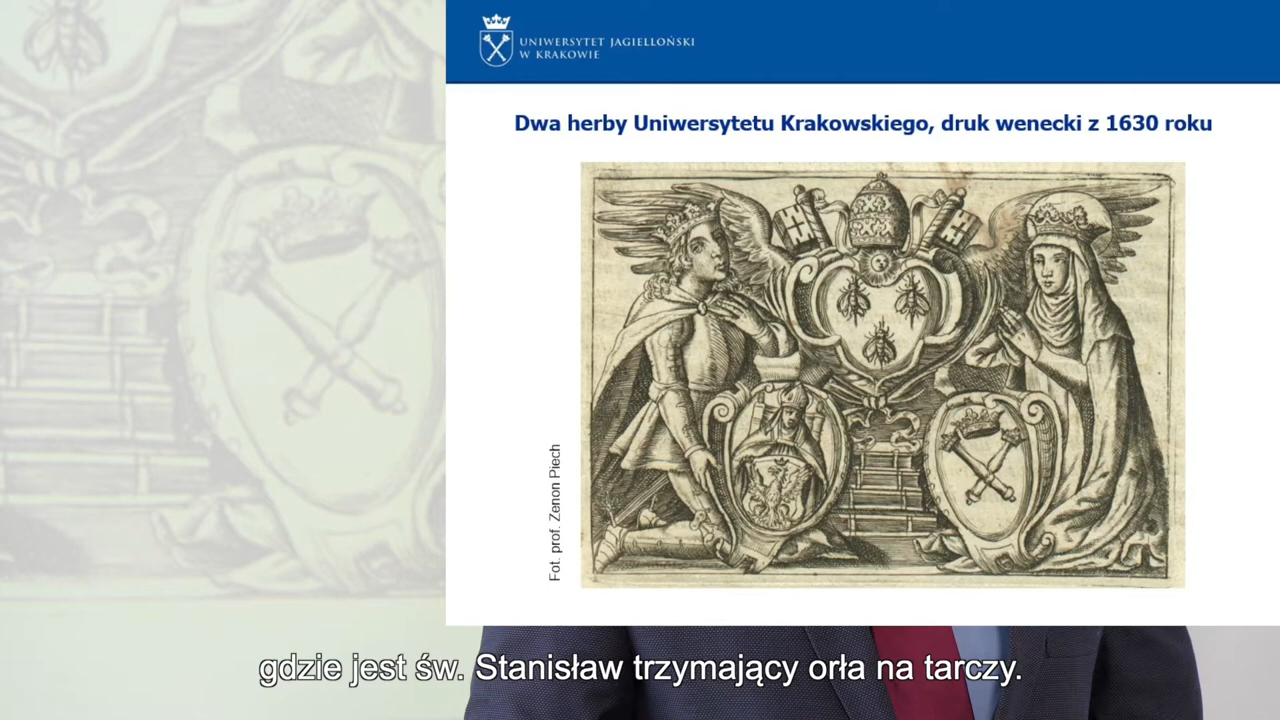 UNIWERSYTET JAGIELLOŃSKI
W KRAKOWIE
Dwa herby Uniwersytetu Krakowskiego, druk wenecki z 1630 roku
Fot. prof. Zenon Piech
gdzie jest św. Stanisław trzymający orła na tarczy.